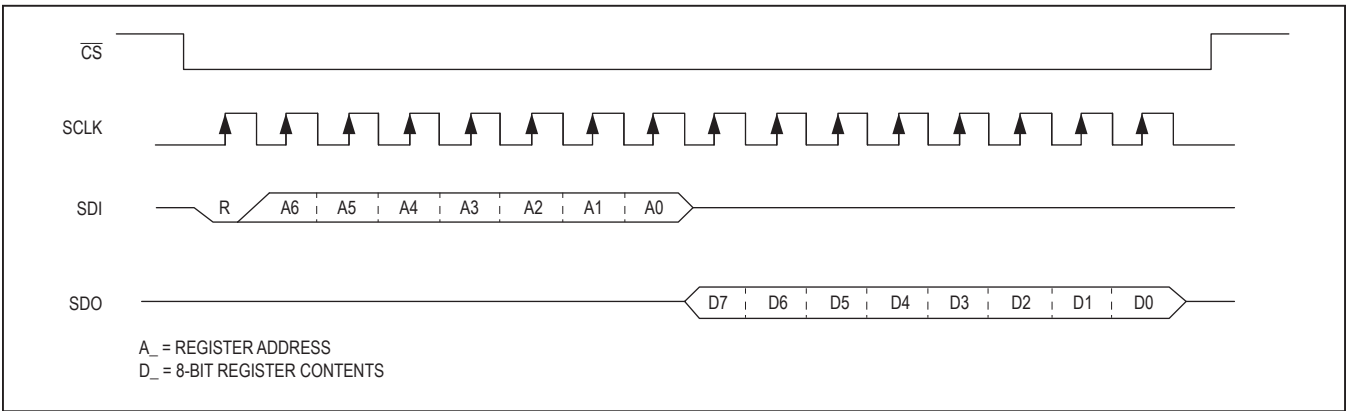 CS
SCLK
SDI R A6 A5 A4 A3 A2 A1 A0
SDO D7 D6 D5 D4 D3 D2 D1 D0
A_ = REGISTER ADDRESS
D_ = 8-BIT REGISTER CONTENTS